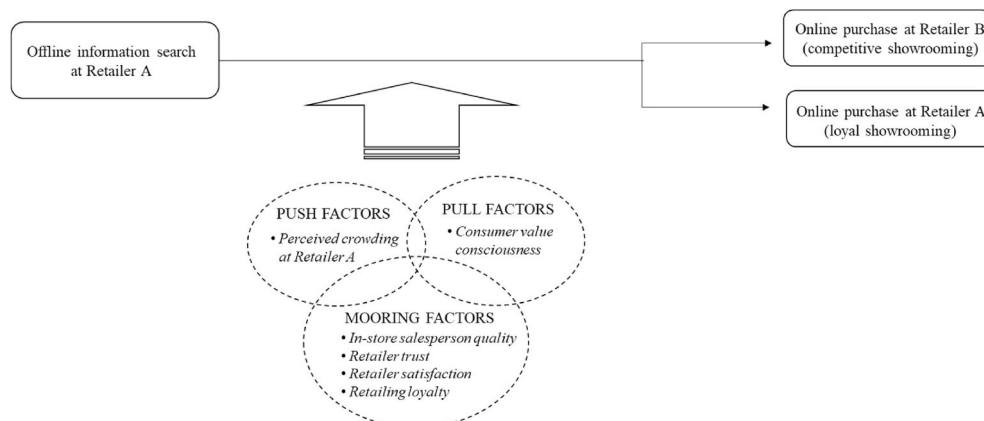 Offline information search
at Retailer A
Online purchase at Retailer B
(competitive showrooming)
Online purchase at Retailer A
(loyal showrooming)
PUSH FACTORS
• Perceived crowding
at Retailer A
PULL FACTORS
• Consumer value
consciousness
MOORING FACTORS
• In-store salesperson quality
• Retailer trust
• Retailer satisfaction
• Retailing loyalty